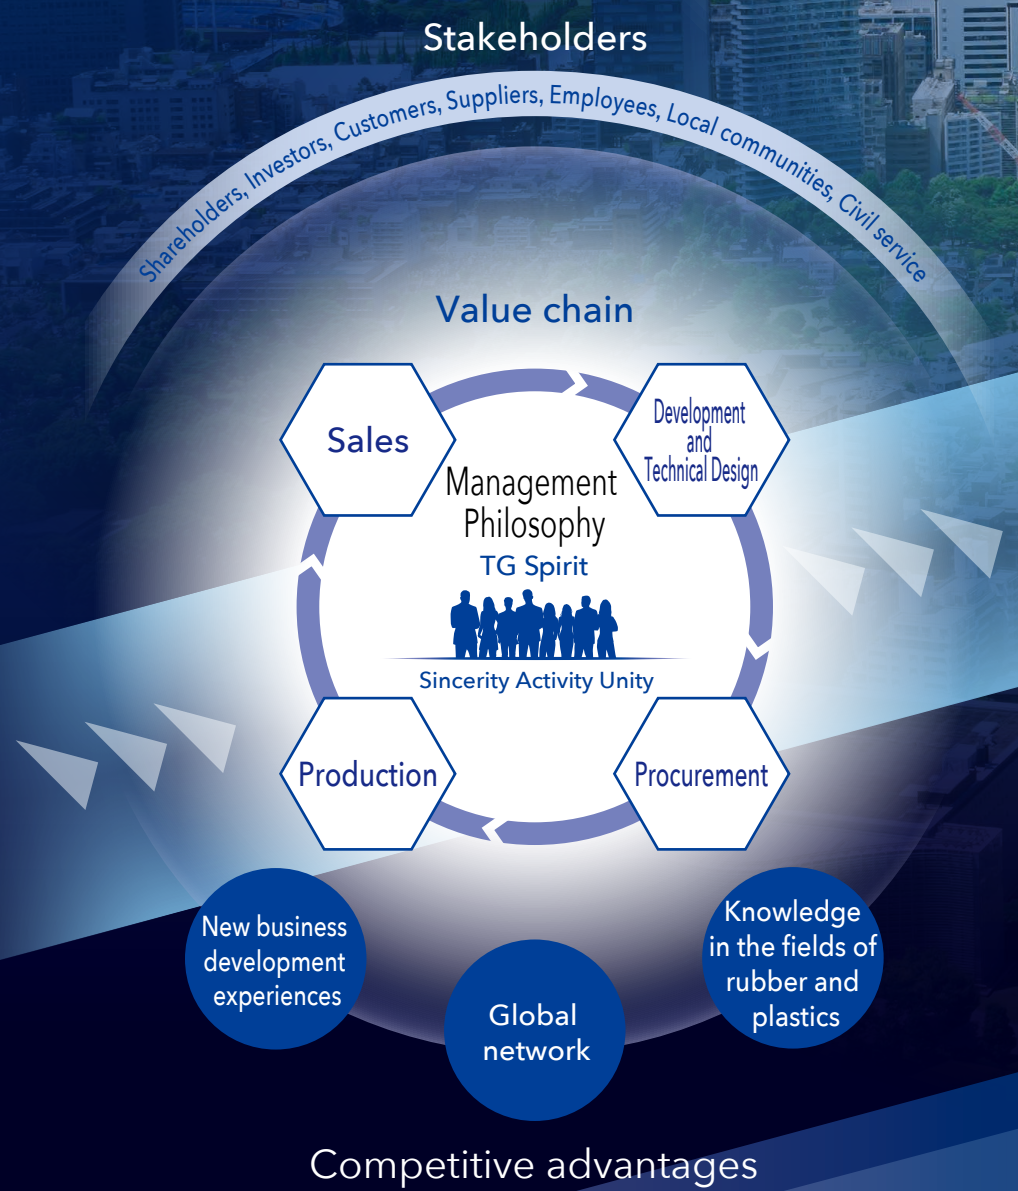 Stakeholders
Shareholders, Investors, Customers, Suppliers, Employees, Local communities, Civil service
Value chain
Sales
Development
and
Technical Design
Management
Philosophy
TG Spirit
Sincerity Activity Unity
Production
Procurement
New business
development
experiences
Global
network
Knowledge
in the fields of
rubber and
plastics
Competitive advantages